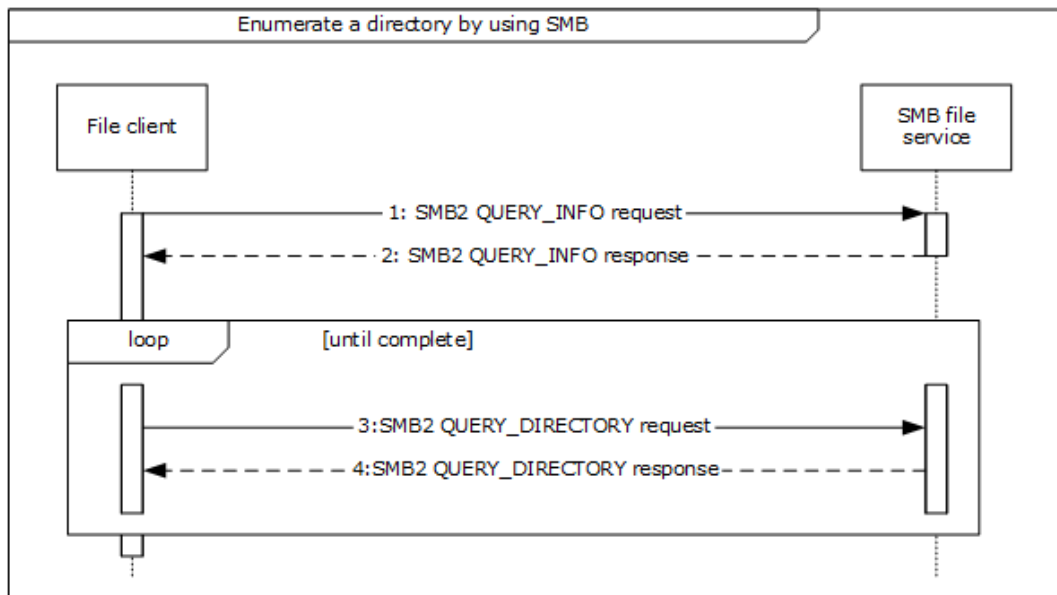 Enumerate a directory by using SMB
File client
SMB file
service
1: SMB2 QUERY_INFO request
2: SMB2 QUERY_INFO response
loop
[until complete]
3:SMB2 QUERY_DIRECTORY request
4:SMB2 QUERY_DIRECTORY response